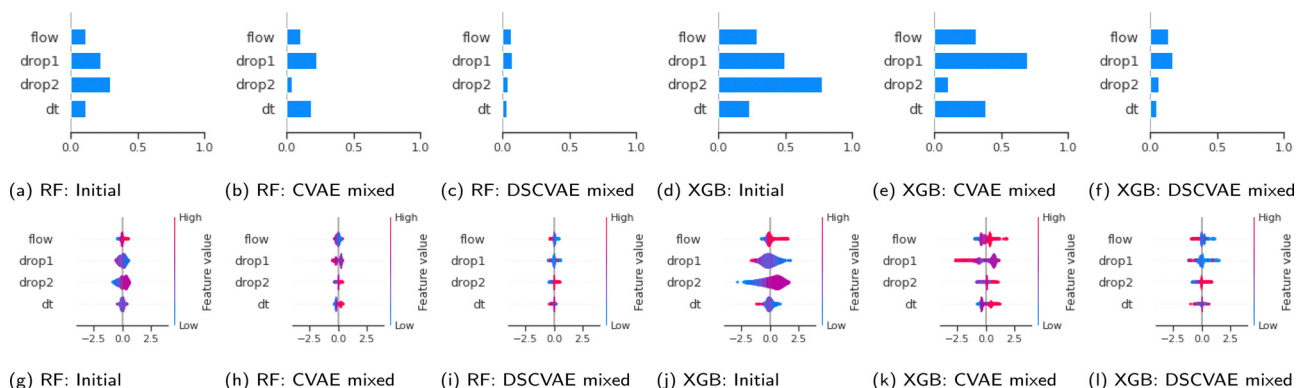 flow
drop1
drop2
dt
0.0 0.5 1.0
flow
drop1
drop2
dt
0.0 0.5 1.0
flow
drop1
drop2
dt
0.0 0.5 1.0
flow
drop1
drop2
dt
0.0 0.5 1.0
flow
drop1
drop2
dt
0.0 0.5 1.0
flow
drop1
drop2
dt
0.0 0.5 1.0
(a) RF: Initial
(b) RF: CVAE mixed
(c) RF: DSCVAE mixed
(d) XGB: Initial
(e) XGB: CVAE mixed
(f) XGB: DSCVAE mixed
flow
drop1
drop2
dt
−2.5 0.0 2.5
High
Feature value
Low
flow
drop1
drop2
dt
−2.5 0.0 2.5
High
Feature value
Low
flow
drop1
drop2
dt
−2.5 0.0 2.5
High
Feature value
Low
flow
drop1
drop2
dt
−2.5 0.0 2.5
High
Feature value
Low
flow
drop1
drop2
dt
−2.5 0.0 2.5
High
Feature value
Low
flow
drop1
drop2
dt
−2.5 0.0 2.5
High
Feature value
Low
(g) RF: Initial
(h) RF: CVAE mixed
(i) RF: DSCVAE mixed
(j) XGB: Initial
(k) XGB: CVAE mixed
(l) XGB: DSCVAE mixed